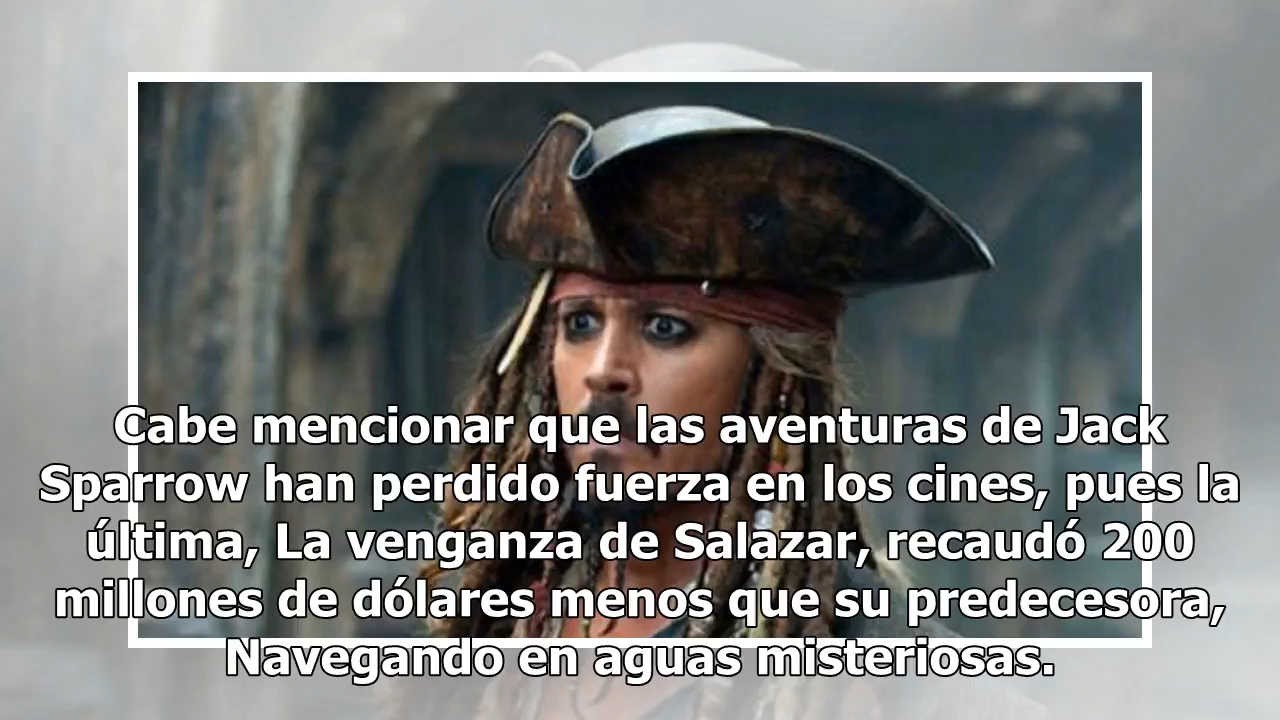 Cabe mencionar que las aventuras de Jack
Sparrow han perdido fuerza en los cines, pues la
última, La venganza de Salazar, recaudó 200
millones de dólares menos que su predecesora,
Navegando en aguas misteriosas.